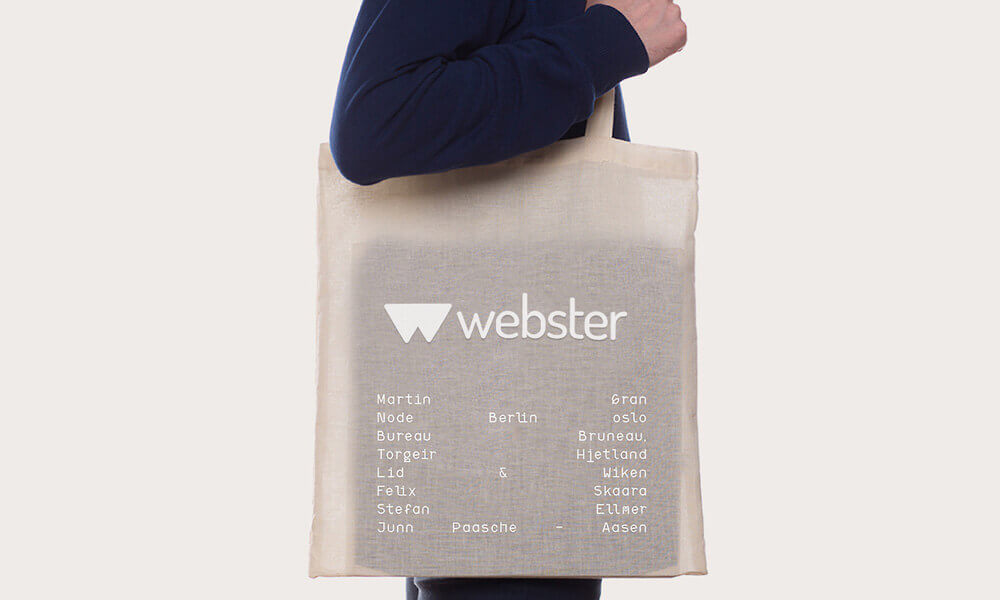 webster
Martin Gran
Node Berlin oslo
Bureau Bruneau,
Torgeir Hjetland
Lid & Wiken
Felix Skaara
Stefan Ellmer
Junn Paasche - Aasen